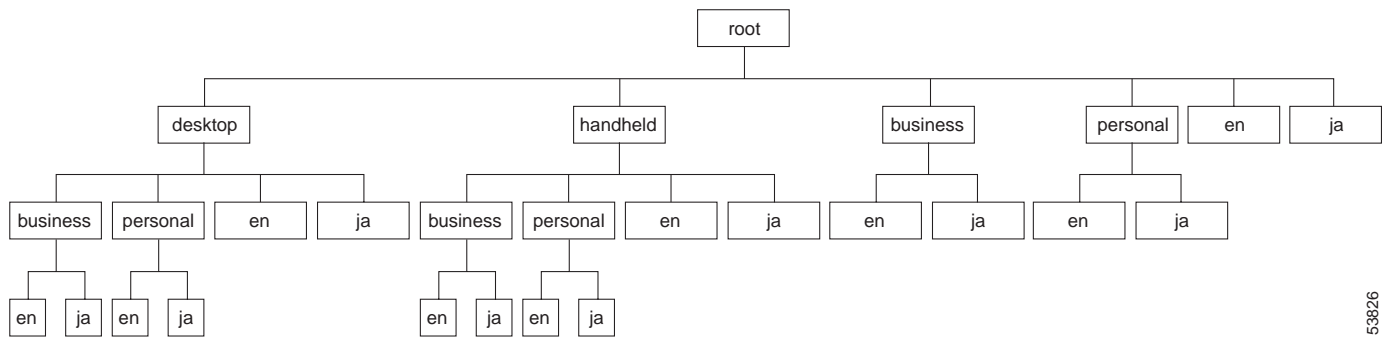 root
desktop handheld business personal en ja
business personal en ja business personal en ja en ja en ja
en ja en ja en ja en ja
53826